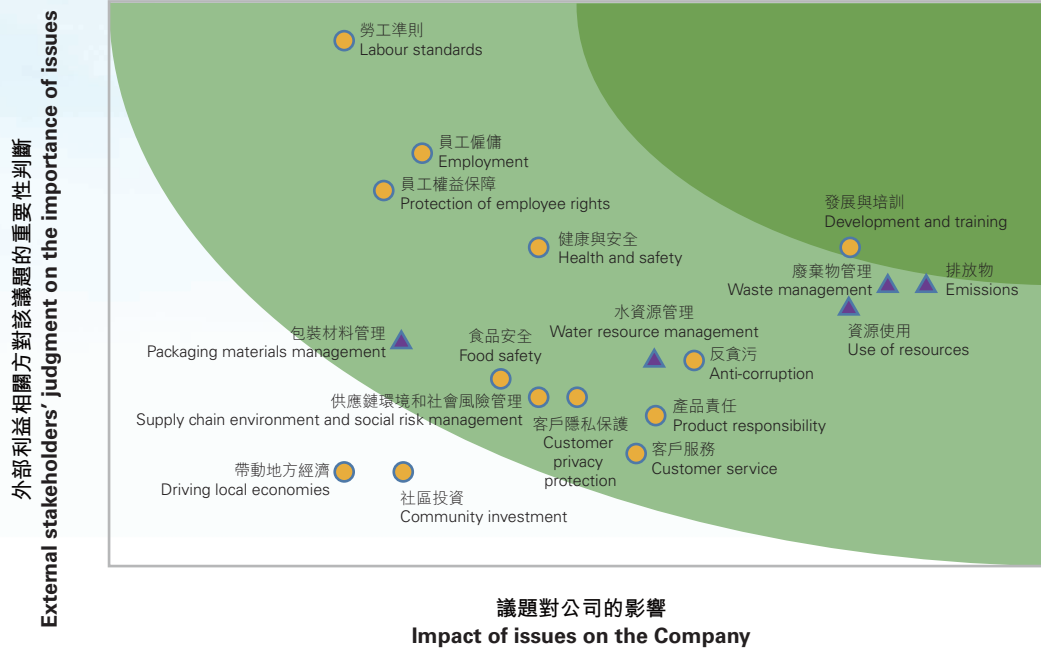 外部利益相關方對該議題的重要性判斷
External stakeholders’ judgment on the importance of issues
勞工準則
Labour standards
員工僱傭
Employment
員工權益保障
Protection of employee rights
健康與安全
Health and safety
發展與培訓
Development and training
廢棄物管理
Waste management
排放物
Emissions
資源使用
Use of resources
水資源管理
Water resource management
包裝材料管理
Packaging materials management
食品安全
Food safety
反貪污
Anti-corruption
供應鏈環境和社會風險管理
Supply chain environment and social risk management
客戶隱私保護
Customer
privacy
protection
產品責任
Product responsibility
客戶服務
Customer service
帶動地方經濟
Driving local economies
社區投資
Community investment
議題對公司的影響
Impact of issues on the Company